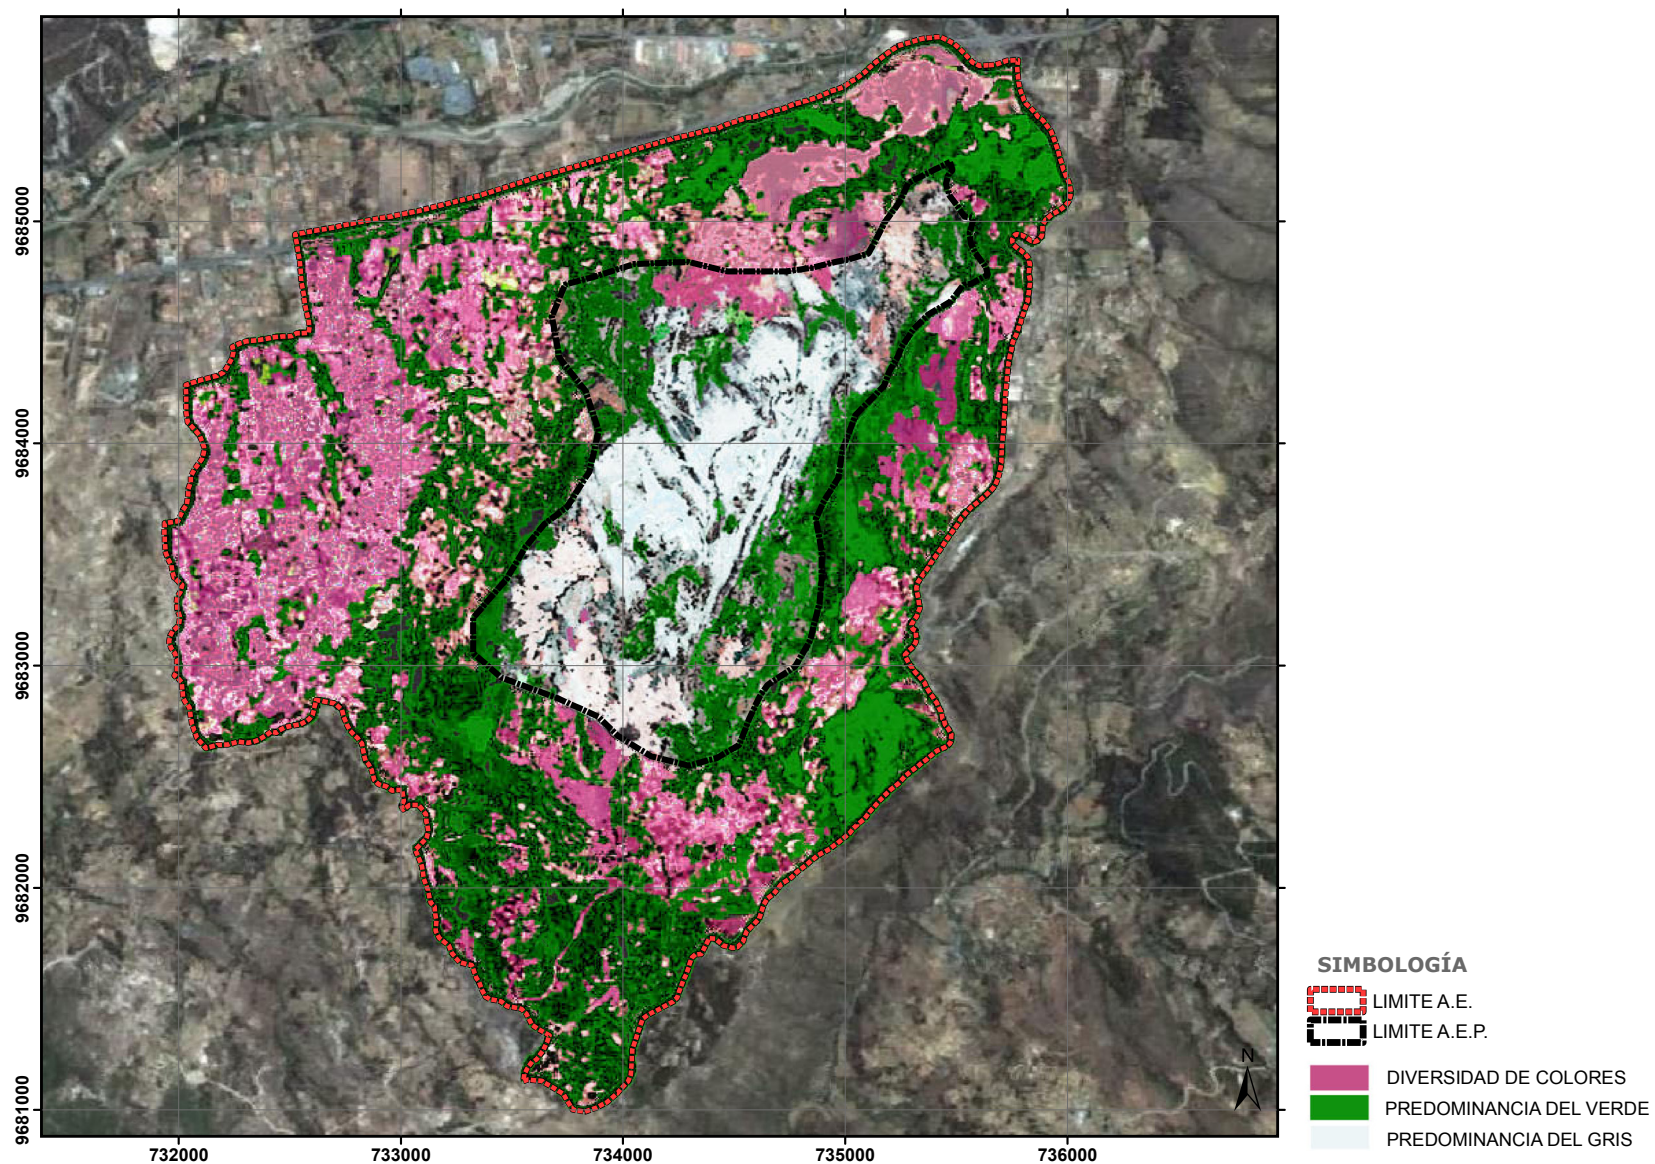 9685000
9684000
9683000
9682000
9681000
732000
733000
734000
735000
736000
SIMBOLOGÍA
LIMITE A.E.
LIMITE A.E.P.
N
DIVERSIDAD DE COLORES
PREDOMINANCIA DEL VERDE
PREDOMINANCIA DEL GRIS